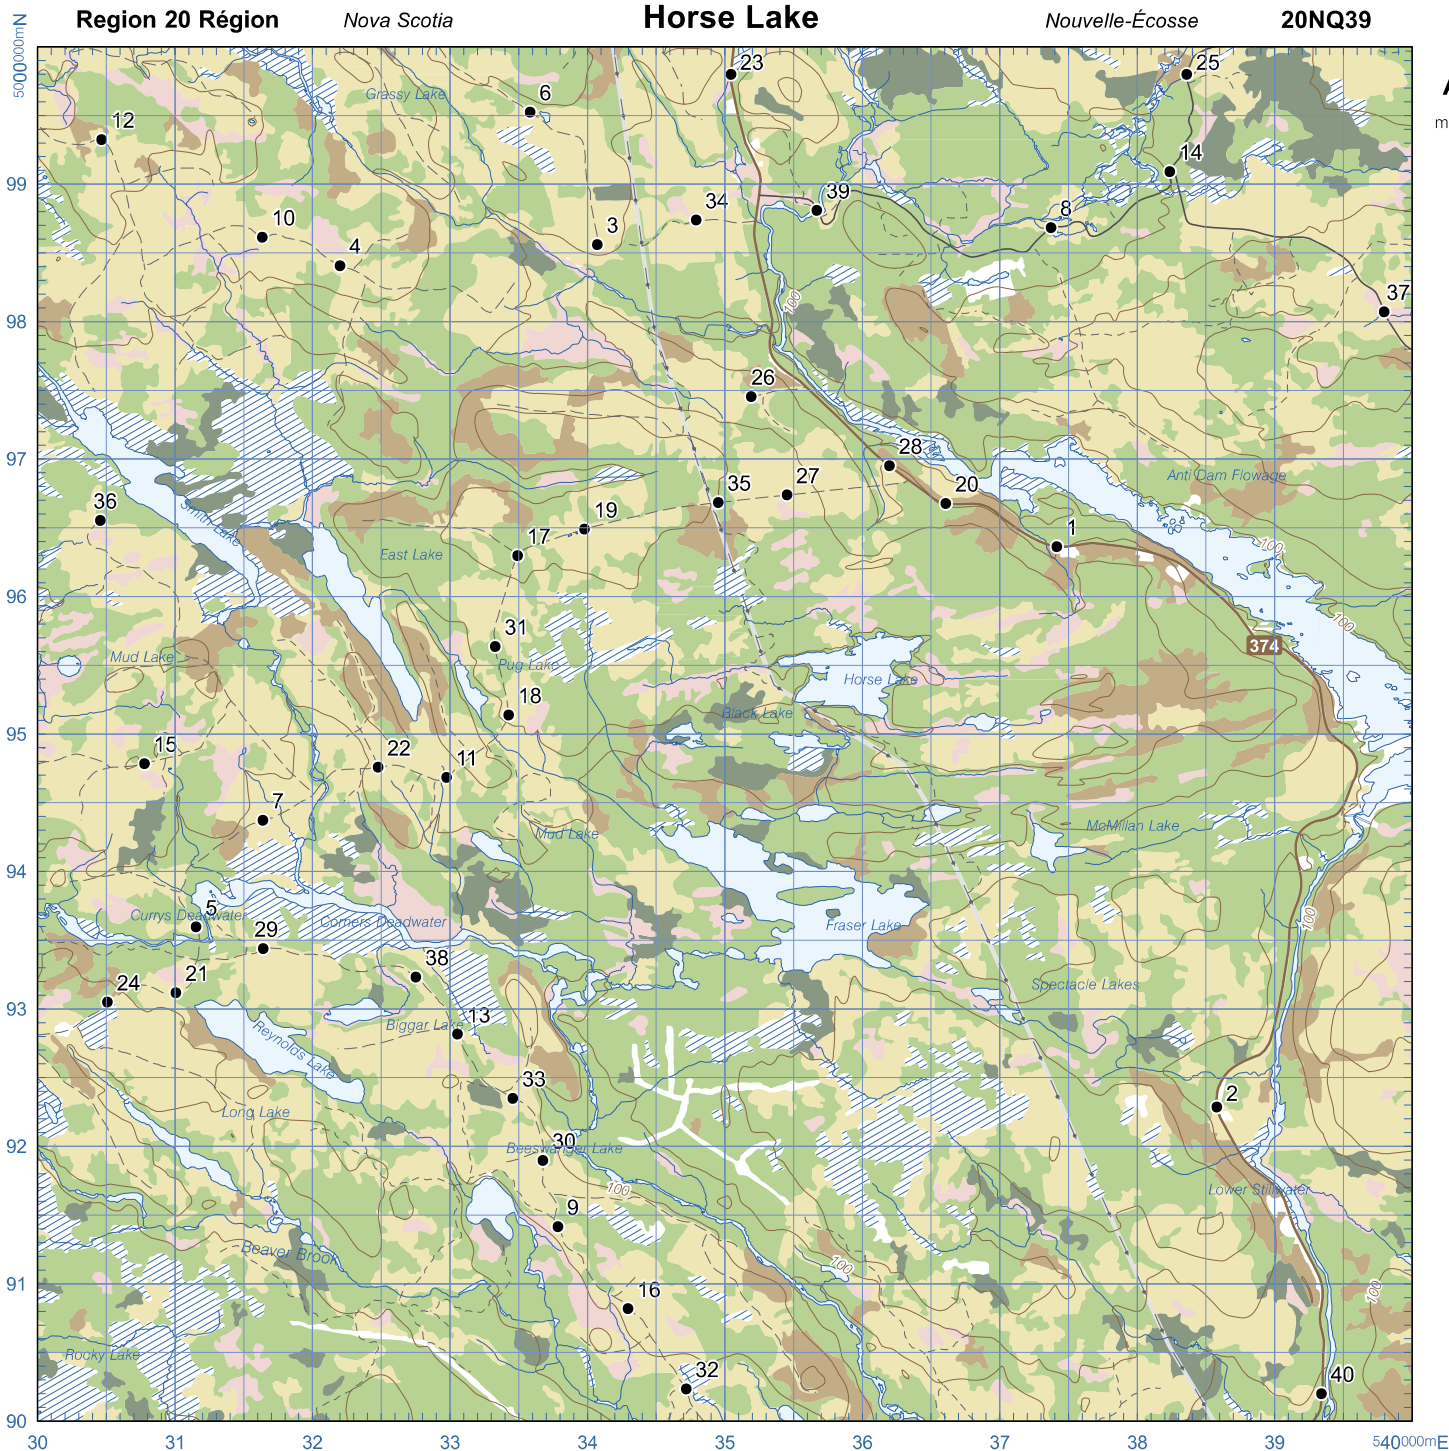 Region 20 Région
Nova Scotia
Horse Lake
Nouvelle-Écosse
20NQ39
5000000mN
A
m
23
25
Grassy Lake
6
12
14
99
34
39
10
3
8
4
37
98
100
26
97
28
Anti Dam Flowage
35
27
20
36
19
Smith Lake
17
1
East Lake
100
96
100
31
374
Mud Lake
Pug Lake
Horse Lake
18
Black Lake
95
15
22
11
7
Mud Lake
McMillan Lake
94
5
Currys Deadwater
Corners Deadwater
Fraser Lake
100
29
38
24
21
Spectacle Lakes
93
13
Biggar Lake
Reynolds Lake
33
2
Long Lake
92
30
Beeswanger Lake
100
Lower Stillwater
9
Beaver Brook
100
91
16
100
Rocky Lake
32
40
90
30
31
32
33
34
35
36
37
38
39
540000mE